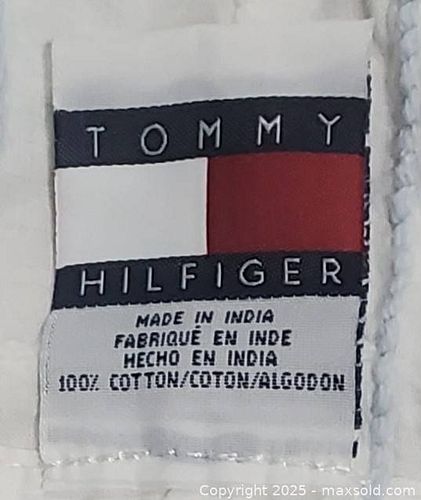 TOMMY
HILFIGER
MADE IN INDIA
FABRIQUÉ EN INDE
HECHO EN INDIA
100% COTTON/COTON/ALGODON
Copyright © 2025 - maxsold.com